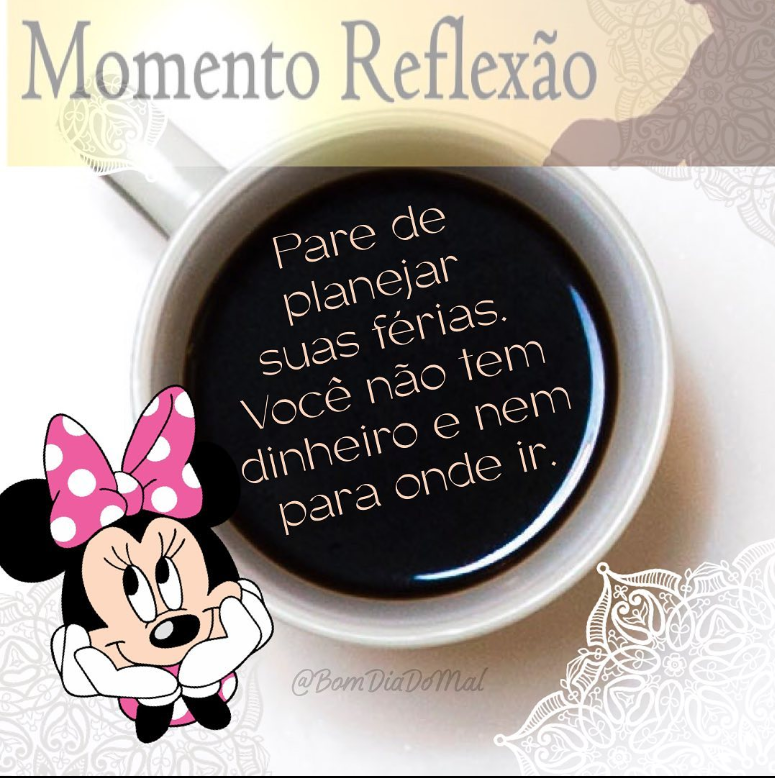 Momento Reflexão
Pare de
planejar
suas férias.
Você não tem
dinheiro e nem
para onde ir.
@BomDiaDoMal